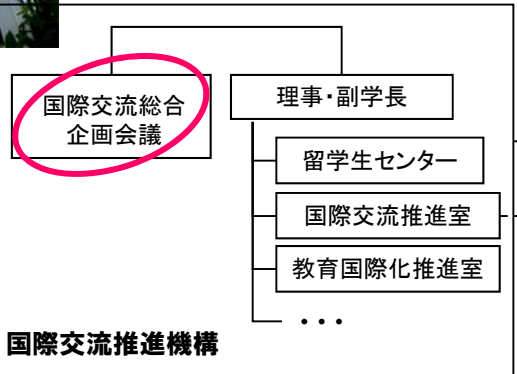 国際交流総合
企画会議
理事・副学長
留学生センター
国際交流推進室
教育国際化推進室
・・・
国際交流推進機構